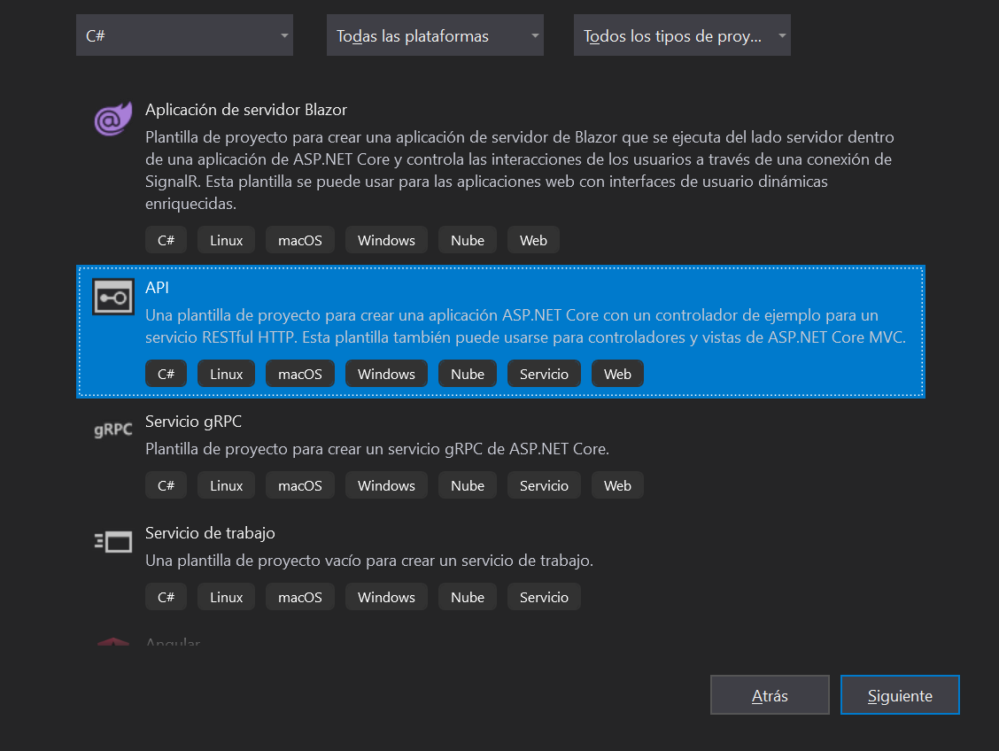 C#
Todas las plataformas
Todos los tipos de proy...
Aplicación de servidor Blazor
Plantilla de proyecto para crear una aplicación de servidor de Blazor que se ejecuta del lado servidor dentro
de una aplicación de ASP.NET Core y controla las interacciones de los usuarios a través de una conexión de
SignalR. Esta plantilla se puede usar para las aplicaciones web con interfaces de usuario dinámicas
enriquecidas.
C# Linux macOS Windows Nube Web
API
Una plantilla de proyecto para crear una aplicación ASP.NET Core con un controlador de ejemplo para un
servicio RESTful HTTP. Esta plantilla también puede usarse para controladores y vistas de ASP.NET Core MVC.
C# Linux macOS Windows Nube Servicio Web
gRPC
Servicio gRPC
Plantilla de proyecto para crear un servicio gRPC de ASP.NET Core.
C# Linux macOS Windows Nube Servicio Web
Servicio de trabajo
Una plantilla de proyecto vacío para crear un servicio de trabajo.
C# Linux macOS Windows Nube Servicio
Angular
Atrás
Siguiente